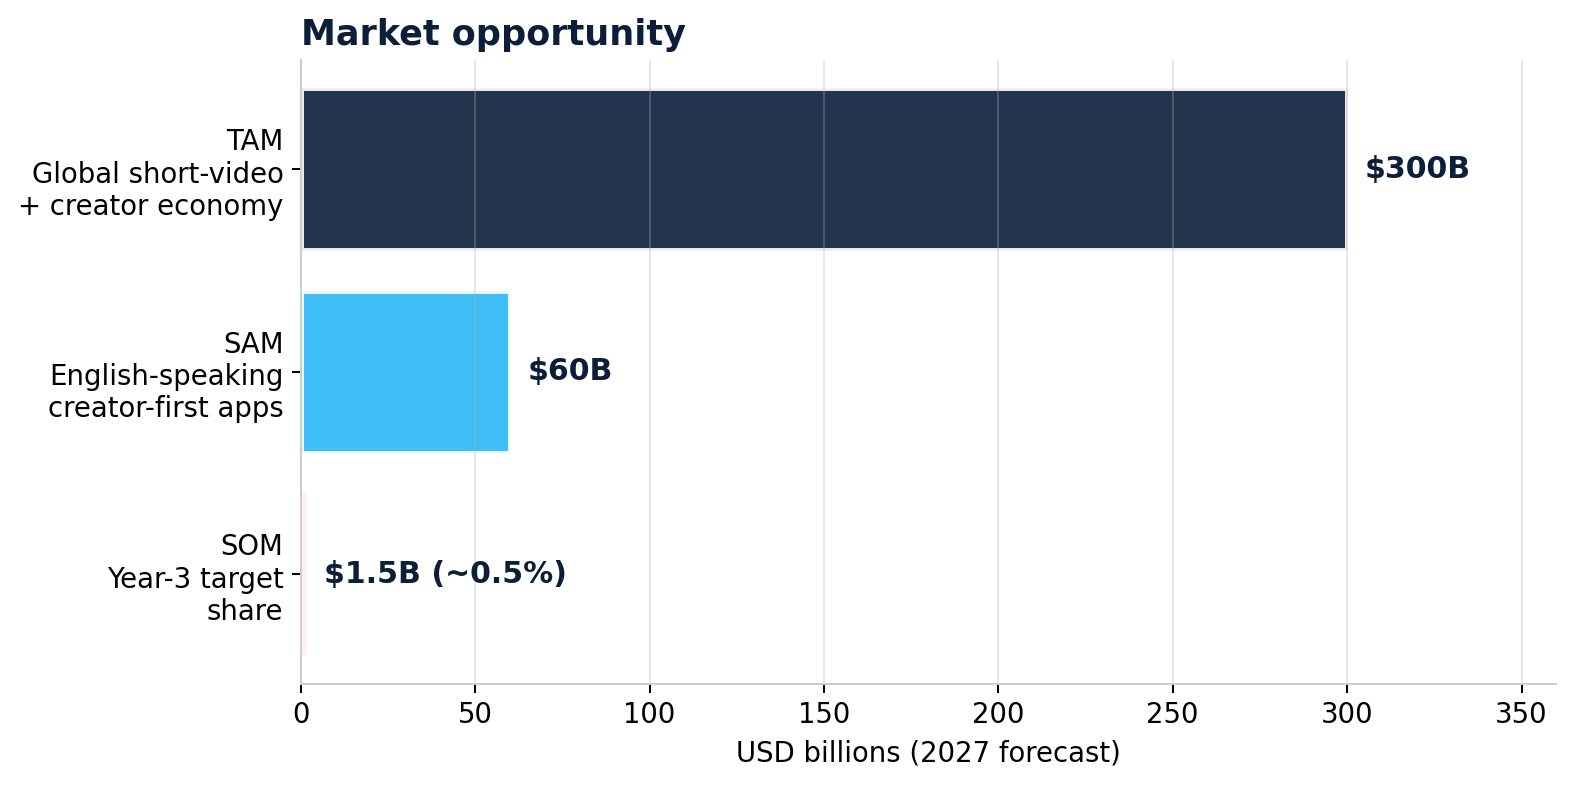 Market opportunity
TAM
Global short-video
+ creator economy
$300B
SAM
English-speaking
creator-first apps
$60B
SOM
Year-3 target
share
$1.5B (~0.5%)
0 50 100 150 200 250 300 350
USD billions (2027 forecast)